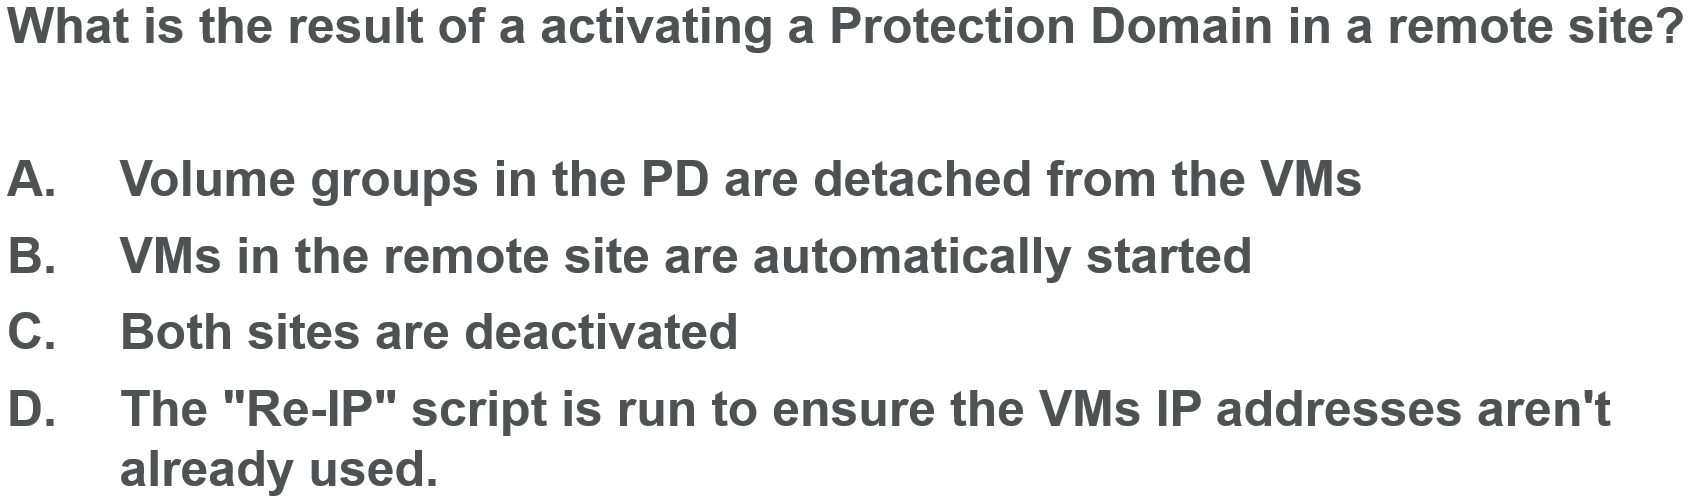 What is the result of a activating a Protection Domain in a remote site?
A. Volume groups in the PD are detached from the VMs
B. VMs in the remote site are automatically started
C. Both sites are deactivated
D. The "Re-IP" script is run to ensure the VMs IP addresses aren't
already used.